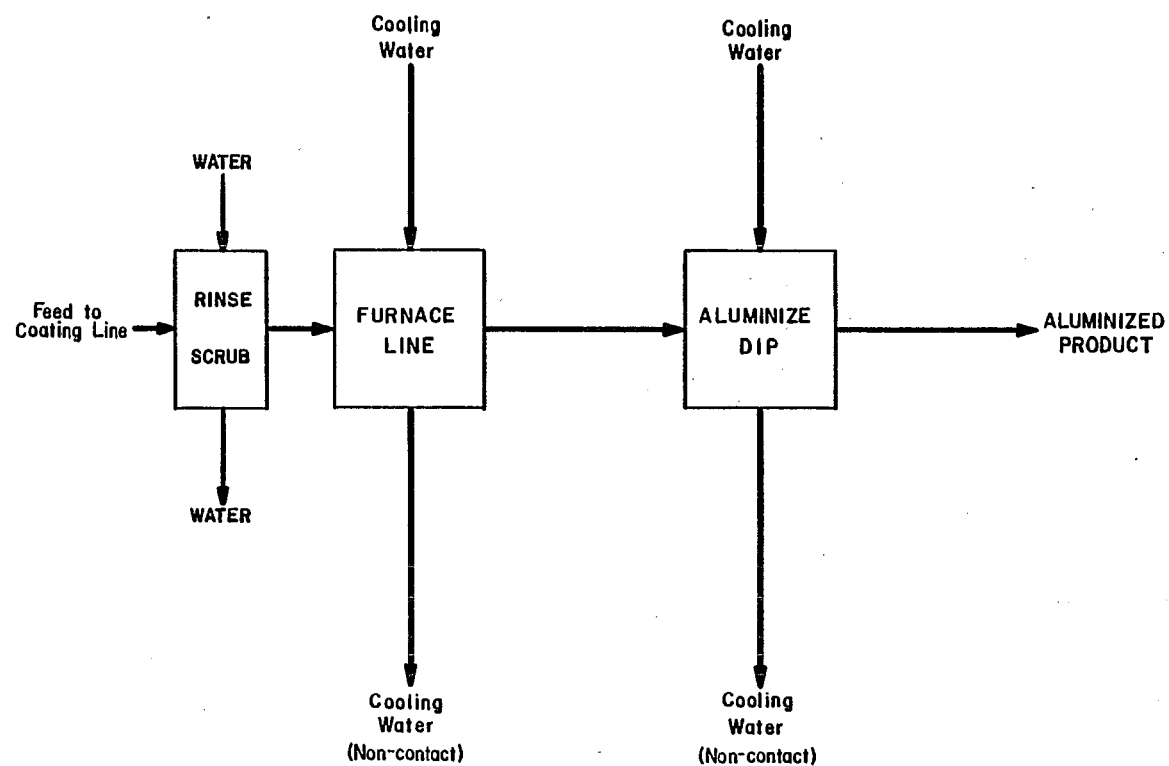 Cooling
Water
Cooling
Water
WATER
Feed to
Coating Line
RINSE
SCRUB
FURNACE
LINE
ALUMINIZE
DIP
ALUMINIZED
PRODUCT
WATER
Cooling
Water
(Non-contact)
Cooling
Water
(Non-contact)